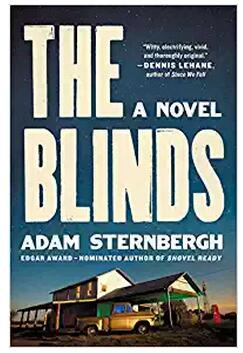 THE
"Witty, electrifying, vivid,
and thoroughly original."
—DENNIS LEHANE,
author of Since We Fell
A NOVEL
BLINDS
ADAM STERNBERGH
EDGAR AWARD–NOMINATED AUTHOR OF SHOVEL READY